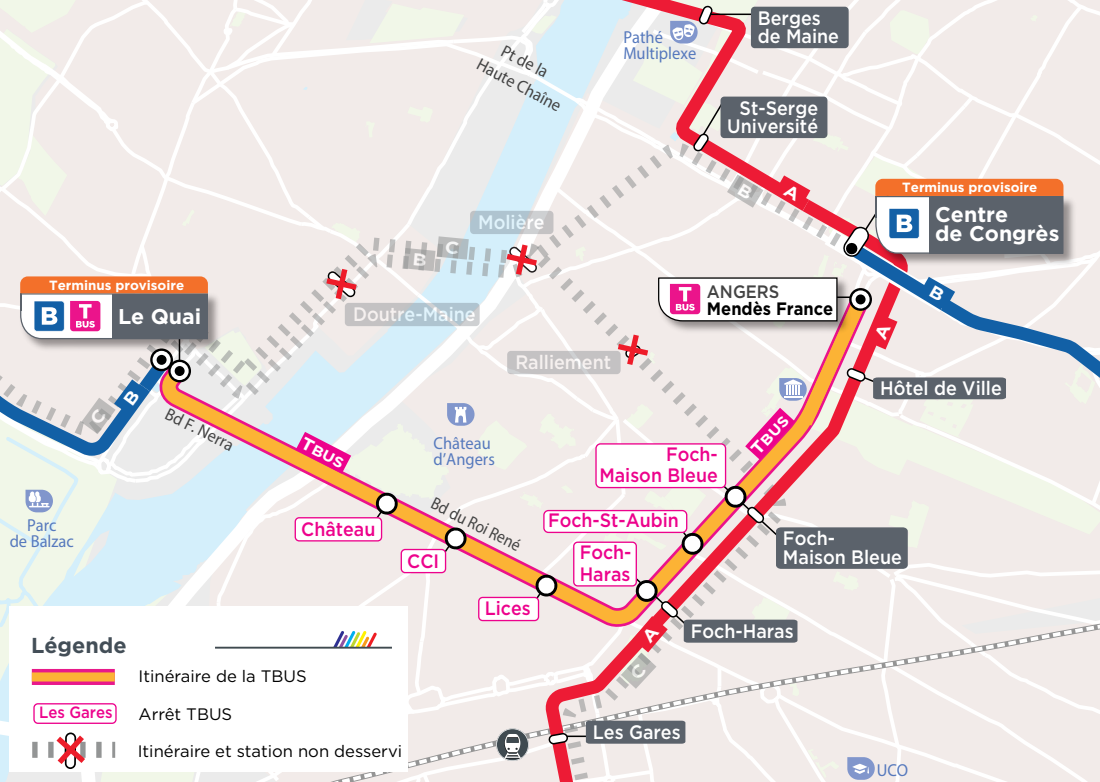 Berges
de Maine
Pathé
Multiplexe
Pt de la
Haute Chaîne
St-Serge
Université
A
B
Terminus provisoire
B
Centre
de Congrès
Molière
C
B
B
T
BUS
ANGERS
Mendès France
A
Terminus provisoire
B
T
BUS
Le Quai
Doutre-Maine
Ralliement
Hôtel de Ville
B
C
Bd F. Nerra
TBUS
Château
d'Angers
TBUS
Foch-
Maison Bleue
Parc
de Balzac
Château
Bd du Roi René
CCI
Foch-St-Aubin
Foch-
Haras
Foch-
Maison Bleue
Lices
A
Foch-Haras
C
Les Gares
UCO
Légende
Itinéraire de la TBUS
Les Gares
Arrêt TBUS
Itinéraire et station non desservi